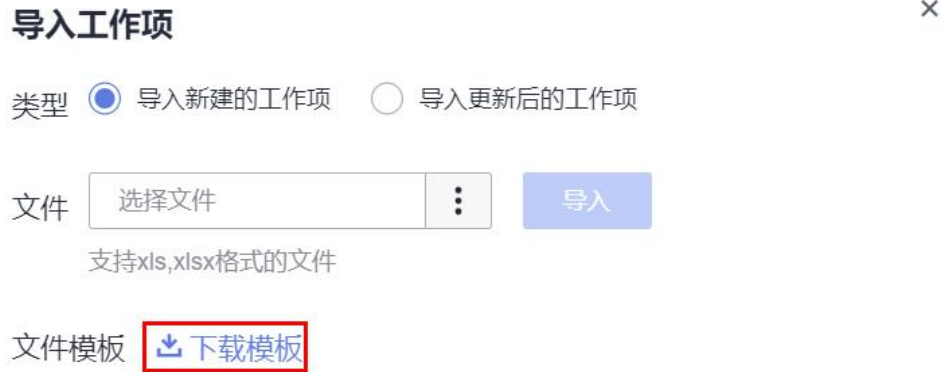 导入工作项
类型 导入新建的工作项 导入更新后的工作项
文件 选择文件 导入
支持xls,xlsx格式的文件
文件模板 下载模板